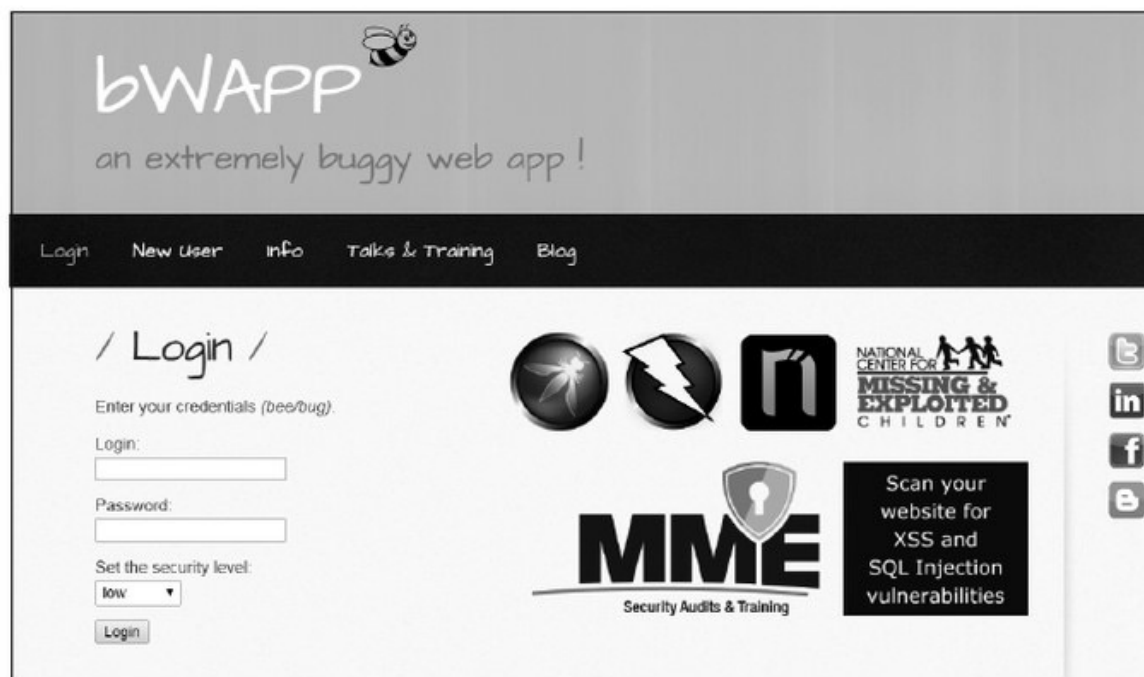 bWAPP
an extremely buggy web app !
Login New User Info Talks & Training Blog
/ Login /
Enter your credentials (bee/bug).
Login:
Password:
Set the security level:
low
Login
NATIONAL
CENTER FOR
MISSING &
EXPLOITED
CHILDREN
MME
Security Audits & Training
Scan your
website for
XSS and
SQL Injection
vulnerabilities
in
f